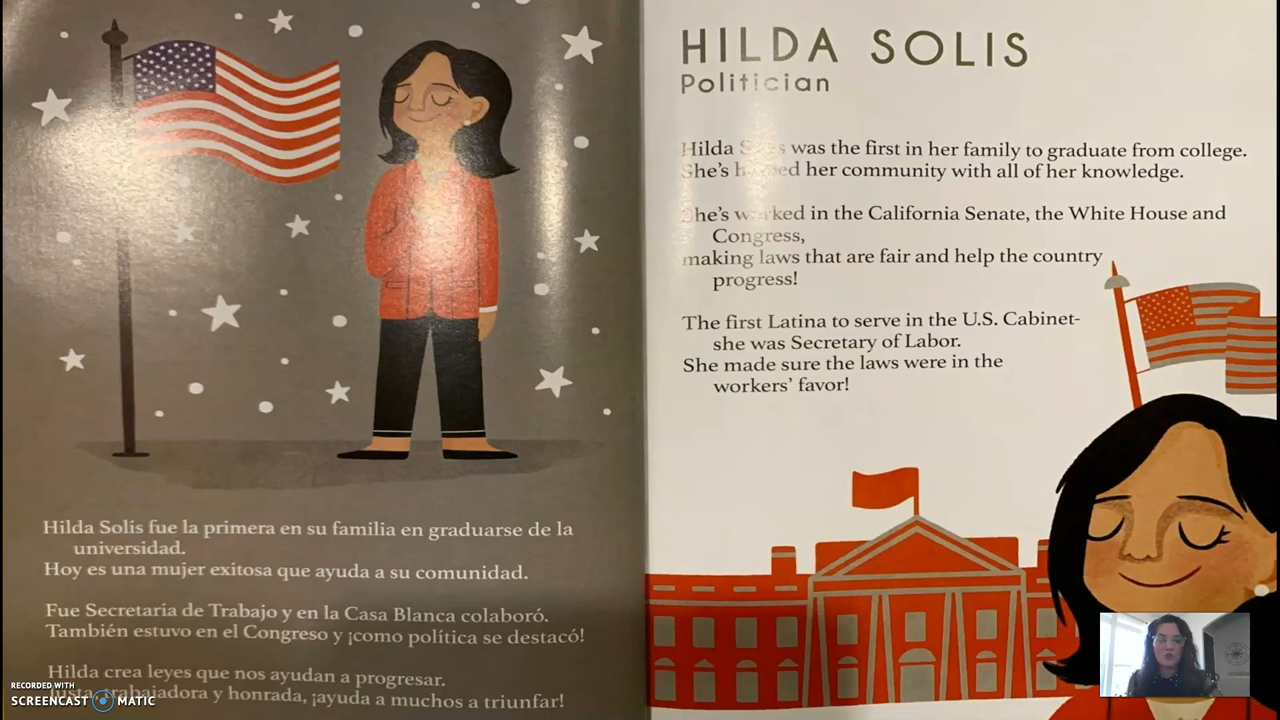 Hilda Solís fue la primera en su familia en graduarse de la
universidad.
Hoy es una mujer exitosa que ayuda a su comunidad.
Fue Secretaria de Trabajo y en la Casa Blanca colaboró.
También estuvo en el Congreso y ¡como política se destacó!
Hilda crea leyes que nos ayudan a progresar.
trabajadora y honrada, ¡ayuda a muchos a triunfar!
RECORDED WITH
SCREENCAST MATIC
HILDA SOLIS
Politician
Hilda was the first in her family to graduate from college.
She's her community with all of her knowledge.
She's worked in the California Senate, the White House and
Congress,
making laws that are fair and help the country
progress!
The first Latina to serve in the U.S. Cabinet-
she was Secretary of Labor.
She made sure the laws were in the
workers' favor!